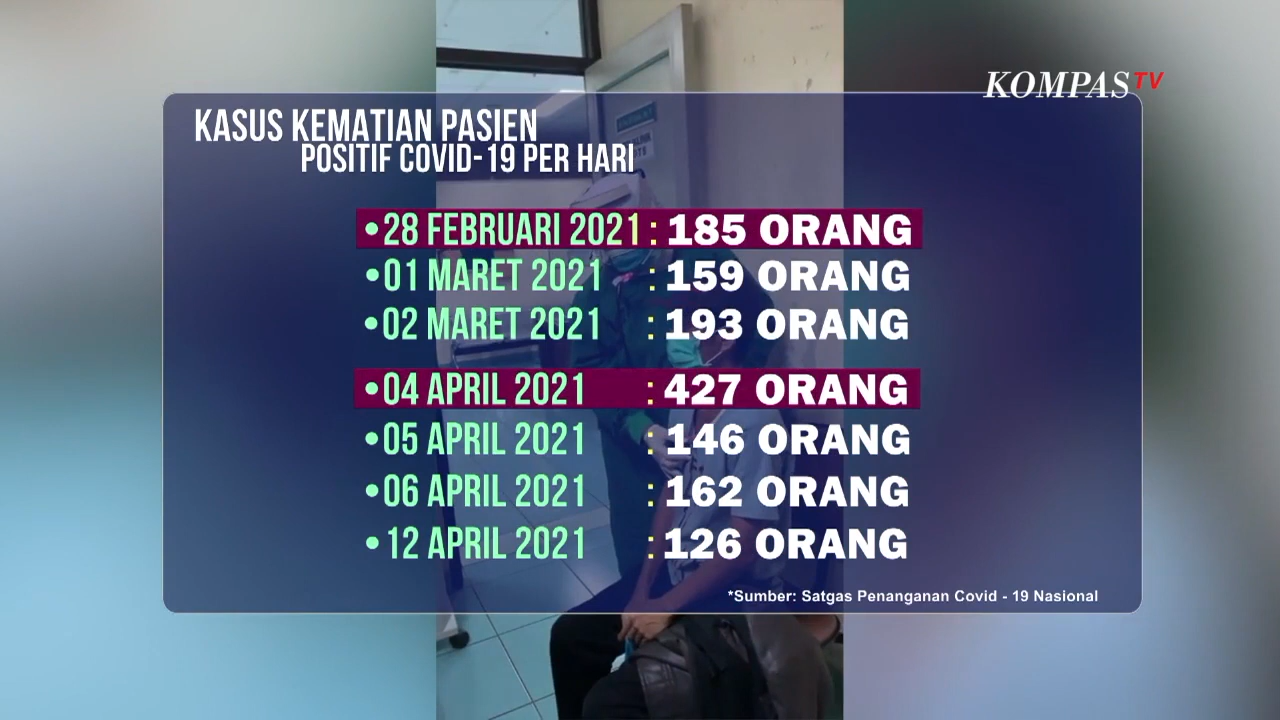 KOMPASTV
KASUS KEMATIAN PASIEN
POSITIF COVID-19 PER HARI
•28 FEBRUARI 2021 : 185 ORANG
•01 MARET 2021 : 159 ORANG
•02 MARET 2021 : 193 ORANG
•04 APRIL 2021 : 427 ORANG
•05 APRIL 2021 : 146 ORANG
•06 APRIL 2021 : 162 ORANG
•12 APRIL 2021 : 126 ORANG
*Sumber: Satgas Penanganan Covid - 19 Nasional